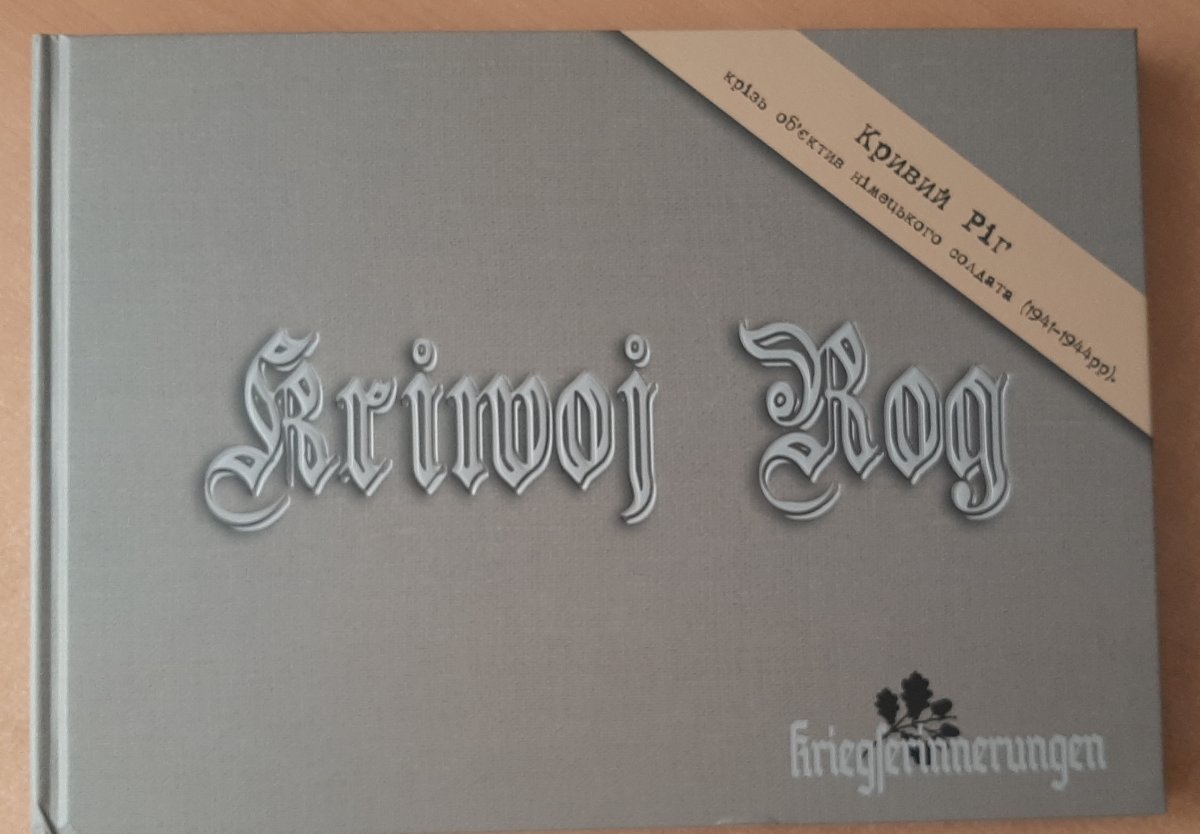 Кривий Ріг
крізь об'єктив німецького солдата (1941-1944рр).
Kriwoj Rog
kriegſerinnerungen